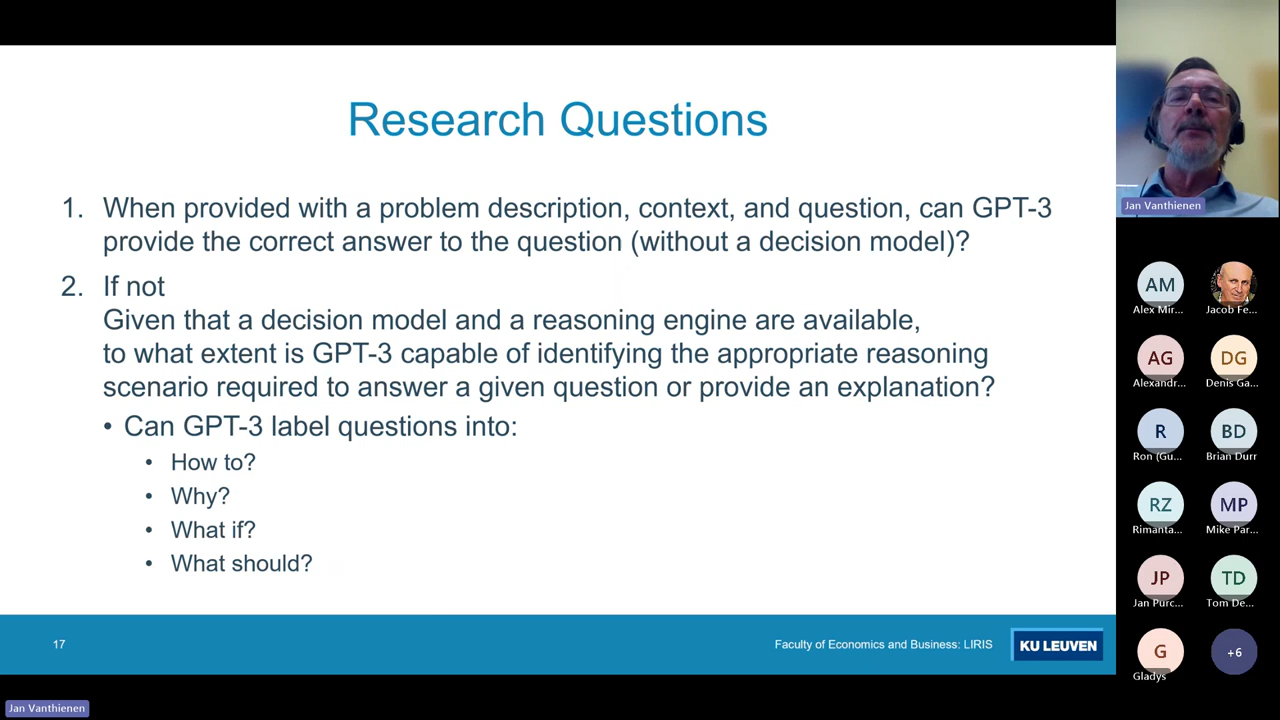 Research Questions
1. When provided with a problem description, context, and question, can GPT-3
provide the correct answer to the question (without a decision model)?
2. If not
Given that a decision model and a reasoning engine are available,
to what extent is GPT-3 capable of identifying the appropriate reasoning
scenario required to answer a given question or provide an explanation?
• Can GPT-3 label questions into:
• How to?
• Why?
• What if?
• What should?
17
Faculty of Economics and Business: LIRIS
KU LEUVEN
Jan Vanthienen
Jan Vanthienen
AM
Alex Mir...
Jacob Fe...
AG
DG
Alexandr...
Denis Ga...
R
BD
Ron (Gu...
Brian Durr
RZ
MP
Rimanta...
Mike Par...
JP
TD
Jan Purc...
Tom De...
G
+6
Gladys